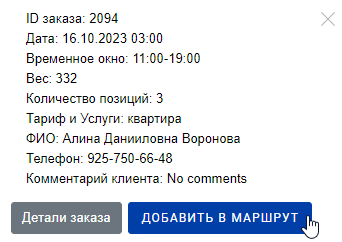 ID заказа: 2094
Дата: 16.10.2023 03:00
Временное окно: 11:00-19:00
Вес: 332
Количество позиций: 3
Тариф и Услуги: квартира
ФИО: Алина Данииловна Воронова
Телефон: 925-750-66-48
Комментарий клиента: No comments
Детали заказа ДОБАВИТЬ В МАРШРУТ